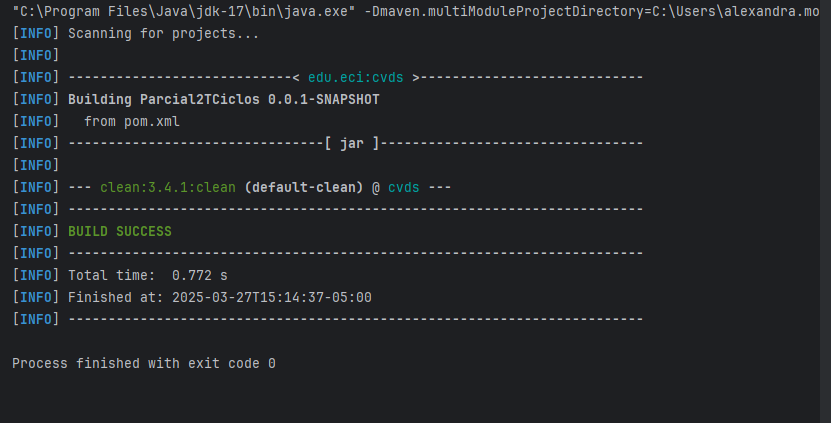 "C:\Program Files\Java\jdk-17\bin\java.exe" -Dmaven.multiModuleProjectDirectory=C:\Users\alexandra.mo
[INFO] Scanning for projects...
[INFO]
[INFO] ----------------------------< edu.eci:cvds >----------------------------
[INFO] Building Parcial2TCiclos 0.0.1-SNAPSHOT
[INFO]   from pom.xml
[INFO] --------------------------------[ jar ]---------------------------------
[INFO]
[INFO] --- clean:3.4.1:clean (default-clean) @ cvds ---
[INFO] ------------------------------------------------------------------------
[INFO] BUILD SUCCESS
[INFO] ------------------------------------------------------------------------
[INFO] Total time:  0.772 s
[INFO] Finished at: 2025-03-27T15:14:37-05:00
[INFO] ------------------------------------------------------------------------
Process finished with exit code 0